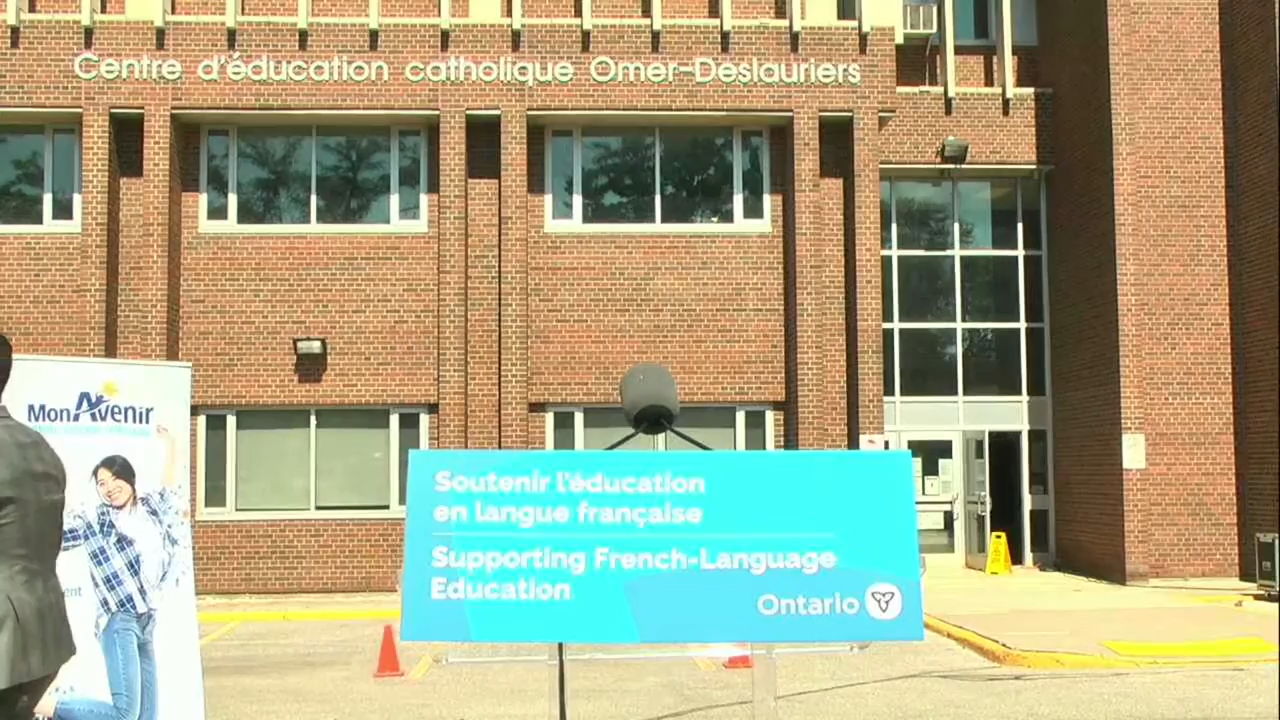 Centre d'éducation catholique Omer-Deslauriers
MonAvenir
Soutenir l'éducation
en langue française
Supporting French-Language
Education
Ontario